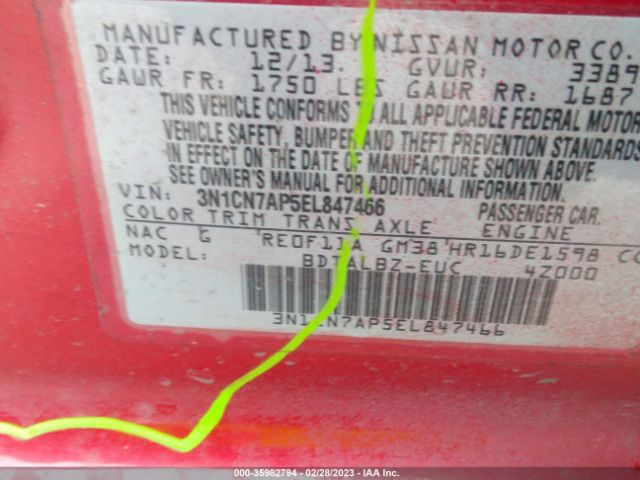 MANUFACTURED BY NISSAN MOTOR CO.
DATE: 12/13. GVWR: 3389
GAWR FR: 1750 LBS GAWR RR: 1687
THIS VEHICLE CONFORMS TO ALL APPLICABLE FEDERAL MOTOR
VEHICLE SAFETY, BUMPER AND THEFT PREVENTION STANDARDS
IN EFFECT ON THE DATE OF MANUFACTURE SHOWN ABOVE.
SEE OWNER'S MANUAL FOR ADDITIONAL INFORMATION.
VIN: 3N1CN7AP5EL847466 PASSENGER CAR.
COLOR TRIM TRANS AXLE ENGINE
NAC G RE0F11A GM38 HR16DE1598 CC
MODEL: BDTALBZ-EUC 4Z000
3N1CN7AP5EL847466
000-35982794 - 02/28/2023 - IAA Inc.